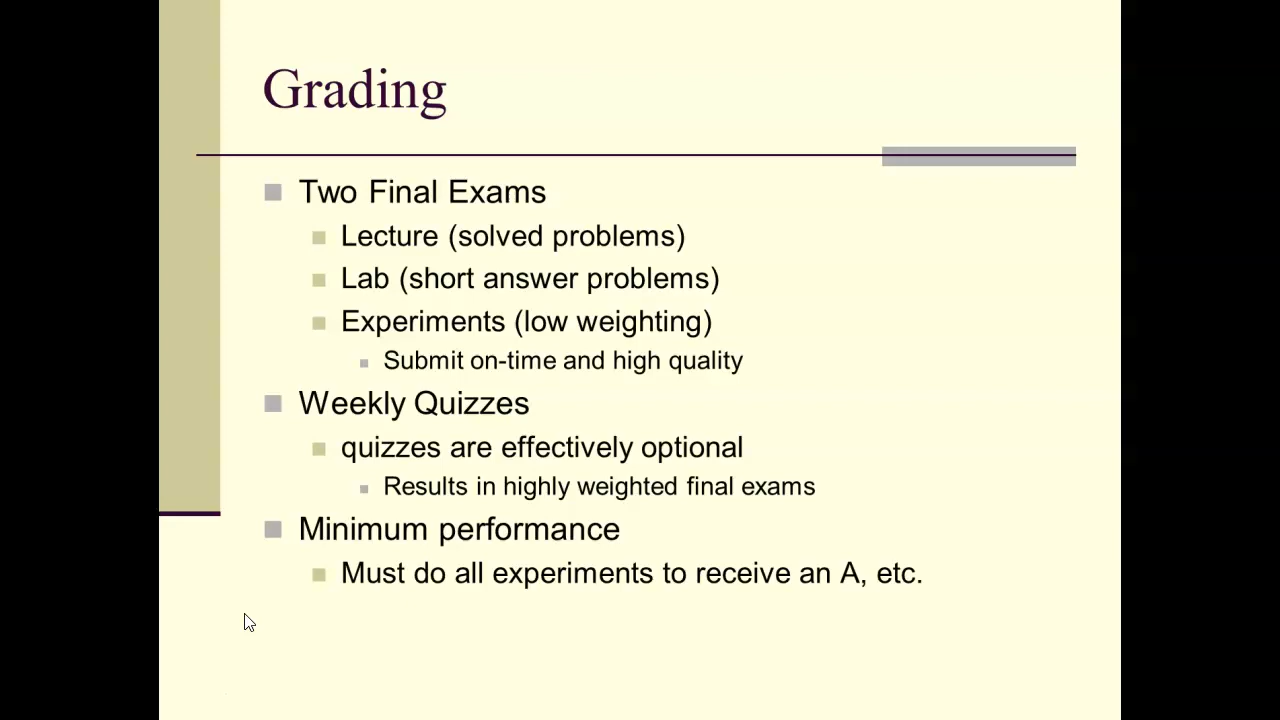 Grading
Two Final Exams
Lecture (solved problems)
Lab (short answer problems)
Experiments (low weighting)
Submit on-time and high quality
Weekly Quizzes
quizzes are effectively optional
Results in highly weighted final exams
Minimum performance
Must do all experiments to receive an A, etc.